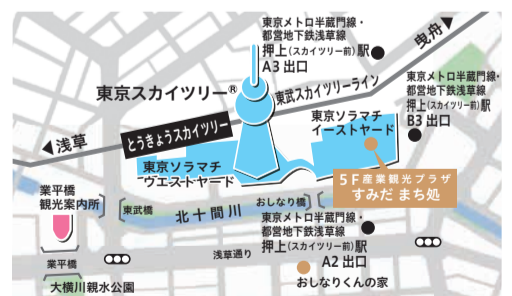 東京メトロ半蔵門線・
都営地下鉄浅草線
押上(スカイツリー前)駅
A3 出口
曳舟
東京スカイツリー®
東武スカイツリーライン
東京メトロ半蔵門線・
都営地下鉄浅草線
押上(スカイツリー前)駅
B3 出口
とうきょうスカイツリー
浅草
東京ソラマチ
イーストヤード
東京ソラマチ
ウエストヤード
5F産業観光プラザ
すみだ まち処
業平橋
観光案内所
東武橋
北十間川
おしなり橋
東京メトロ半蔵門線・
都営地下鉄浅草線
押上(スカイツリー前)駅
A2 出口
浅草通り
業平橋
大横川親水公園
おしなりくんの家